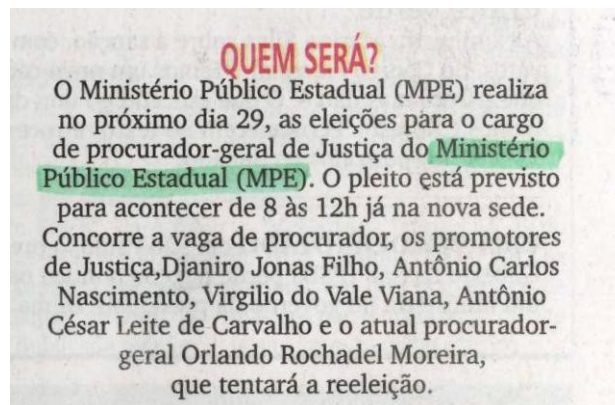 QUEM SERÁ?
O Ministério Público Estadual (MPE) realiza
no próximo dia 29, as eleições para o cargo
de procurador-geral de Justiça do Ministério
Público Estadual (MPE). O pleito está previsto
para acontecer de 8 às 12h já na nova sede.
Concorre a vaga de procurador, os promotores
de Justiça,Djaniro Jonas Filho, Antônio Carlos
Nascimento, Virgilio do Vale Viana, Antônio
César Leite de Carvalho e o atual procurador-
geral Orlando Rochadel Moreira,
que tentará a reeleição.